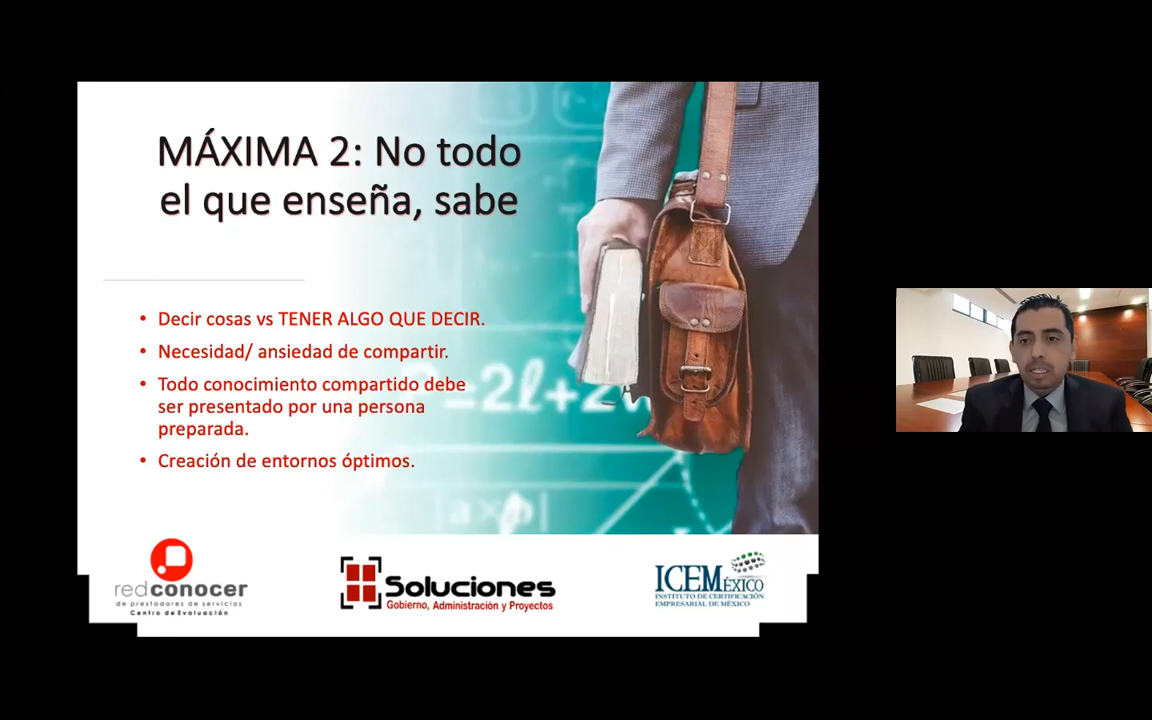 MÁXIMA 2: No todo
el que enseña, sabe
• Decir cosas vs TENER ALGO QUE DECIR.
• Necesidad/ ansiedad de compartir.
• Todo conocimiento compartido debe
ser presentado por una persona
preparada.
• Creación de entornos óptimos.
red conocer
de prestadores de servicios
Centro de Evaluación
Soluciones
Gobierno, Administración y Proyectos
ICEMÉXICO
INSTITUTO DE CERTIFICACIÓN
EMPRESARIAL DE MÉXICO